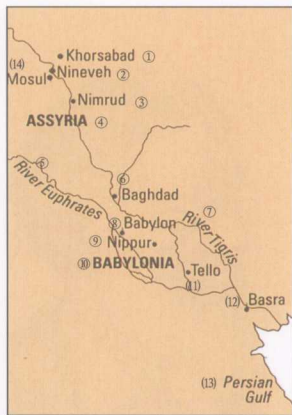 Khorsabad ①
(14)
Nineveh ②
Mosul
Nimrud ③
ASSYRIA ④
River Euphrates
⑥
Baghdad
⑦
River Tigris
⑧ Babylon
⑨ Nippur
⑩ BABYLONIA
Tello
(11)
(12) Basra
(13) Persian
Gulf